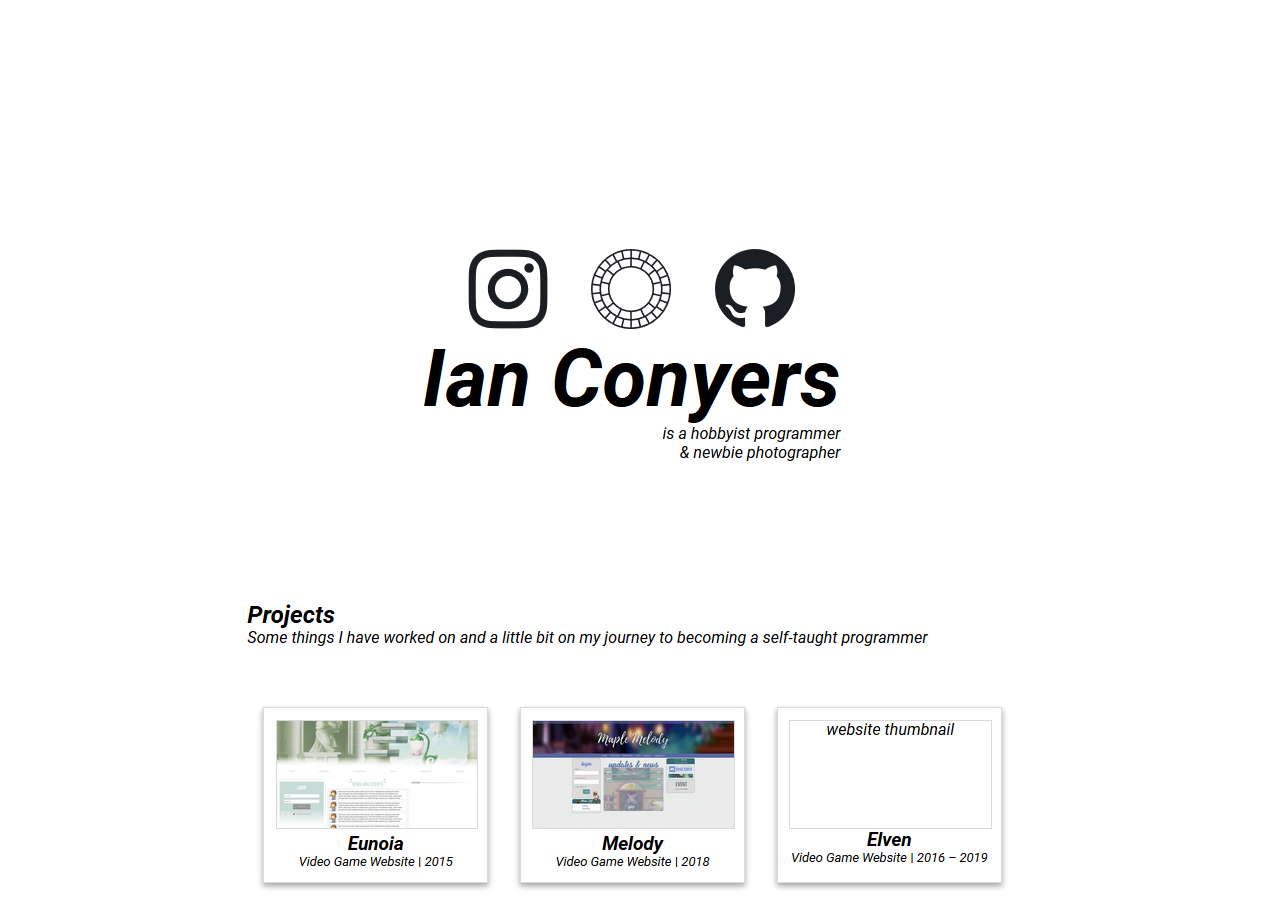 Ian Conyers
is a hobbyist programmer
& newbie photographer
Projects
Some things I have worked on and a little bit on my journey to becoming a self-taught programmer
Maple Melody
login
updates & news
EVENT
website thumbnail
Eunoia
Video Game Website | 2015
Melody
Video Game Website | 2018
Elven
Video Game Website | 2016 – 2019